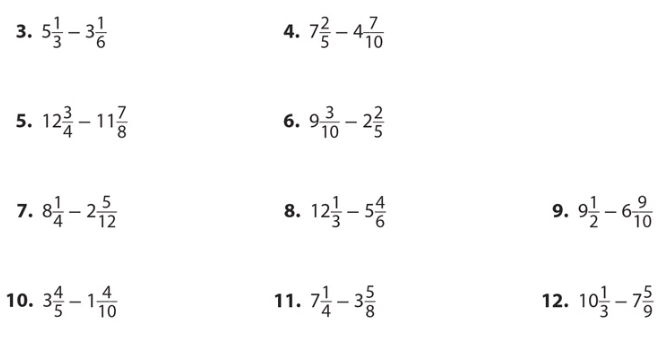 3. 5 1/3 − 3 1/6 4. 7 2/5 − 4 7/10
5. 12 3/4 − 11 7/8 6. 9 3/10 − 2 2/5
7. 8 1/4 − 2 5/12 8. 12 1/3 − 5 4/6 9. 9 1/2 − 6 9/10
10. 3 4/5 − 1 4/10 11. 7 1/4 − 3 5/8 12. 10 1/3 − 7 5/9